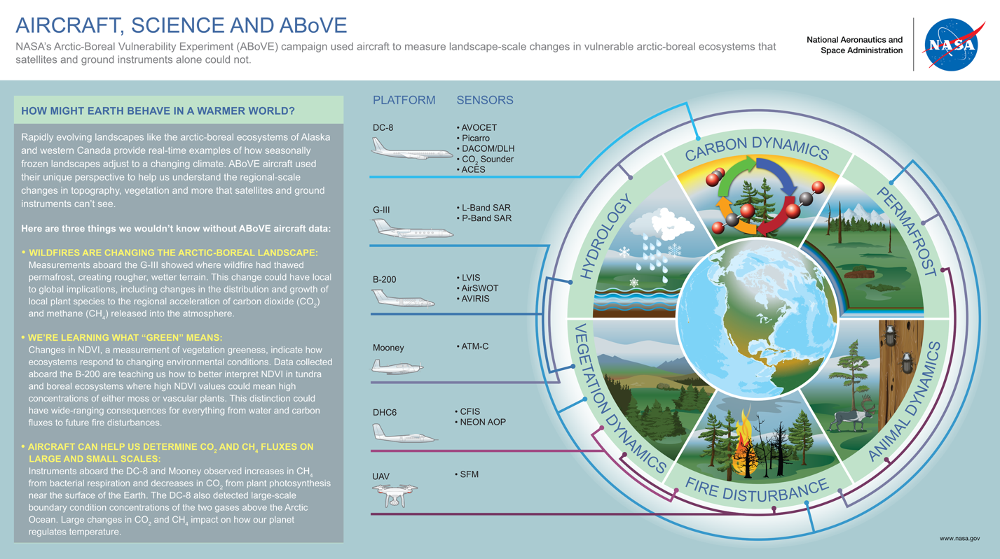 AIRCRAFT, SCIENCE AND ABoVE
NASA's Arctic-Boreal Vulnerability Experiment (ABoVE) campaign used aircraft to measure landscape-scale changes in vulnerable arctic-boreal ecosystems that
satellites and ground instruments alone could not.
National Aeronautics and
Space Administration
NASA
HOW MIGHT EARTH BEHAVE IN A WARMER WORLD?
Rapidly evolving landscapes like the arctic-boreal ecosystems of Alaska
and western Canada provide real-time examples of how seasonally
frozen landscapes adjust to a changing climate. ABoVE aircraft used
their unique perspective to help us understand the regional-scale
changes in topography, vegetation and more that satellites and ground
instruments can't see.
Here are three things we wouldn't know without ABoVE aircraft data:
• WILDFIRES ARE CHANGING THE ARCTIC-BOREAL LANDSCAPE:
Measurements aboard the G-III showed where wildfire had thawed
permafrost, creating rougher, wetter terrain. This change could have local
to global implications, including changes in the distribution and growth of
local plant species to the regional acceleration of carbon dioxide (CO2)
and methane (CH4) released into the atmosphere.
• WE'RE LEARNING WHAT “GREEN” MEANS:
Changes in NDVI, a measurement of vegetation greeness, indicate how
ecosystems respond to changing environmental conditions. Data collected
aboard the B-200 are teaching us how to better interpret NDVI in tundra
and boreal ecosystems where high NDVI values could mean high
concentrations of either moss or vascular plants. This distinction could
have wide-ranging consequences for everything from water and carbon
fluxes to future fire disturbances.
• AIRCRAFT CAN HELP US DETERMINE CO2 AND CH4 FLUXES ON
LARGE AND SMALL SCALES:
Instruments aboard the DC-8 and Mooney observed increases in CH4
from bacterial respiration and decreases in CO2 from plant photosynthesis
near the surface of the Earth. The DC-8 also detected large-scale
boundary condition concentrations of the two gases above the Arctic
Ocean. Large changes in CO2 and CH4 impact on how our planet
regulates temperature.
PLATFORM SENSORS
DC-8
• AVOCET
• Picarro
• DACOM/DLH
• CO2 Sounder
• ACES
G-III
• L-Band SAR
• P-Band SAR
B-200
• LVIS
• AirSWOT
• AVIRIS
Mooney
• ATM-C
DHC6
• CFIS
• NEON AOP
UAV
• SFM
CARBON DYNAMICS
PERMAFROST
ANIMAL DYNAMICS
FIRE DISTURBANCE
VEGETATION DYNAMICS
HYDROLOGY
www.nasa.gov